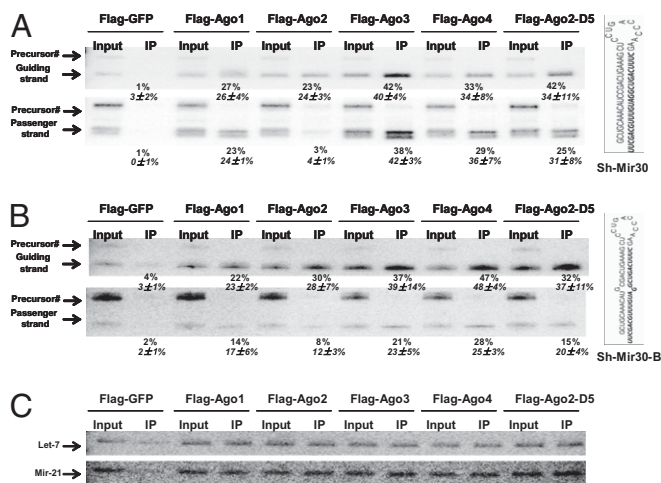 A
Flag-GFP Flag-Ago1 Flag-Ago2 Flag-Ago3 Flag-Ago4 Flag-Ago2-D5
Input IP Input IP Input IP Input IP Input IP Input IP
Precursor#
Guiding
strand
1% 27% 23% 42% 33% 42%
3±2% 26±4% 24±3% 40±4% 34±8% 34±11%
Precursor#
Passenger
strand
1% 23% 3% 38% 29% 25%
0±1% 24±1% 4±1% 42±3% 36±7% 31±8%
Sh-Mir30
B
Flag-GFP Flag-Ago1 Flag-Ago2 Flag-Ago3 Flag-Ago4 Flag-Ago2-D5
Input IP Input IP Input IP Input IP Input IP Input IP
Precursor#
Guiding
strand
4% 22% 30% 37% 47% 32%
3±1% 23±2% 28±7% 39±14% 48±4% 37±11%
Precursor#
Passenger
strand
2% 14% 8% 21% 28% 15%
2±1% 17±6% 12±3% 23±5% 25±3% 20±4%
Sh-Mir30-B
C
Flag-GFP Flag-Ago1 Flag-Ago2 Flag-Ago3 Flag-Ago4 Flag-Ago2-D5
Input IP Input IP Input IP Input IP Input IP Input IP
Let-7
Mir-21